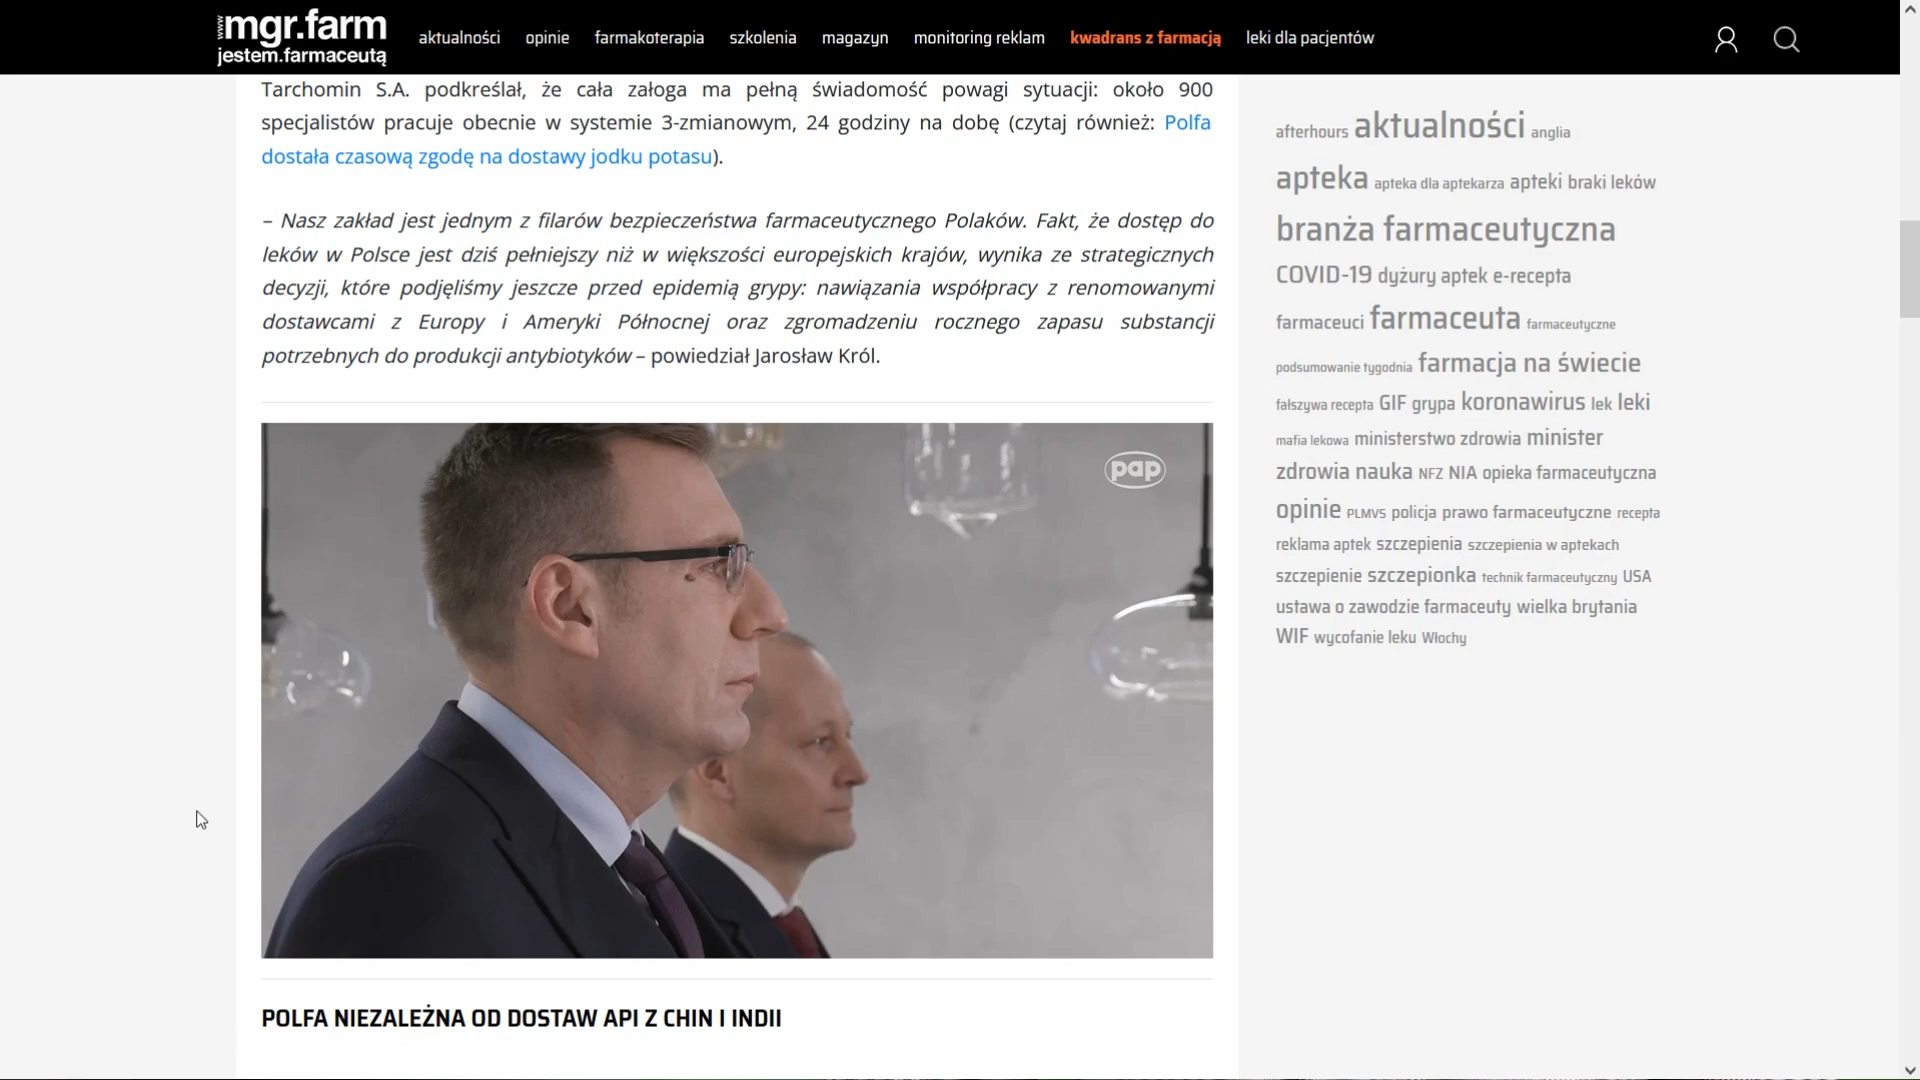 www mgr.farm
jestem.farmaceutą
aktualności opinie farmakoterapia szkolenia magazyn monitoring reklam kwadrans z farmacją leki dla pacjentów
Tarchomin S.A. podkreślał, że cała załoga ma pełną świadomość powagi sytuacji: około 900
specjalistów pracuje obecnie w systemie 3-zmianowym, 24 godziny na dobę (czytaj również: Polfa
dostała czasową zgodę na dostawy jodku potasu).
– Nasz zakład jest jednym z filarów bezpieczeństwa farmaceutycznego Polaków. Fakt, że dostęp do
leków w Polsce jest dziś pełniejszy niż w większości europejskich krajów, wynika ze strategicznych
decyzji, które podjęliśmy jeszcze przed epidemią grypy: nawiązania współpracy z renomowanymi
dostawcami z Europy i Ameryki Północnej oraz zgromadzeniu rocznego zapasu substancji
potrzebnych do produkcji antybiotyków – powiedział Jarosław Król.
pap
POLFA NIEZALEŻNA OD DOSTAW API Z CHIN I INDII
afterhours aktualności anglia
apteka apteka dla aptekarza apteki braki leków
branża farmaceutyczna
COVID-19 dyżury aptek e-recepta
farmaceuci farmaceuta farmaceutyczne
podsumowanie tygodnia farmacja na świecie
fałszywa recepta GIF grypa koronawirus lek leki
mafia lekowa ministerstwo zdrowia minister
zdrowia nauka NFZ NIA opieka farmaceutyczna
opinie PLMVS policja prawo farmaceutyczne recepta
reklama aptek szczepienia szczepienia w aptekach
szczepienie szczepionka technik farmaceutyczny USA
ustawa o zawodzie farmaceuty wielka brytania
WIF wycofanie leku Włochy